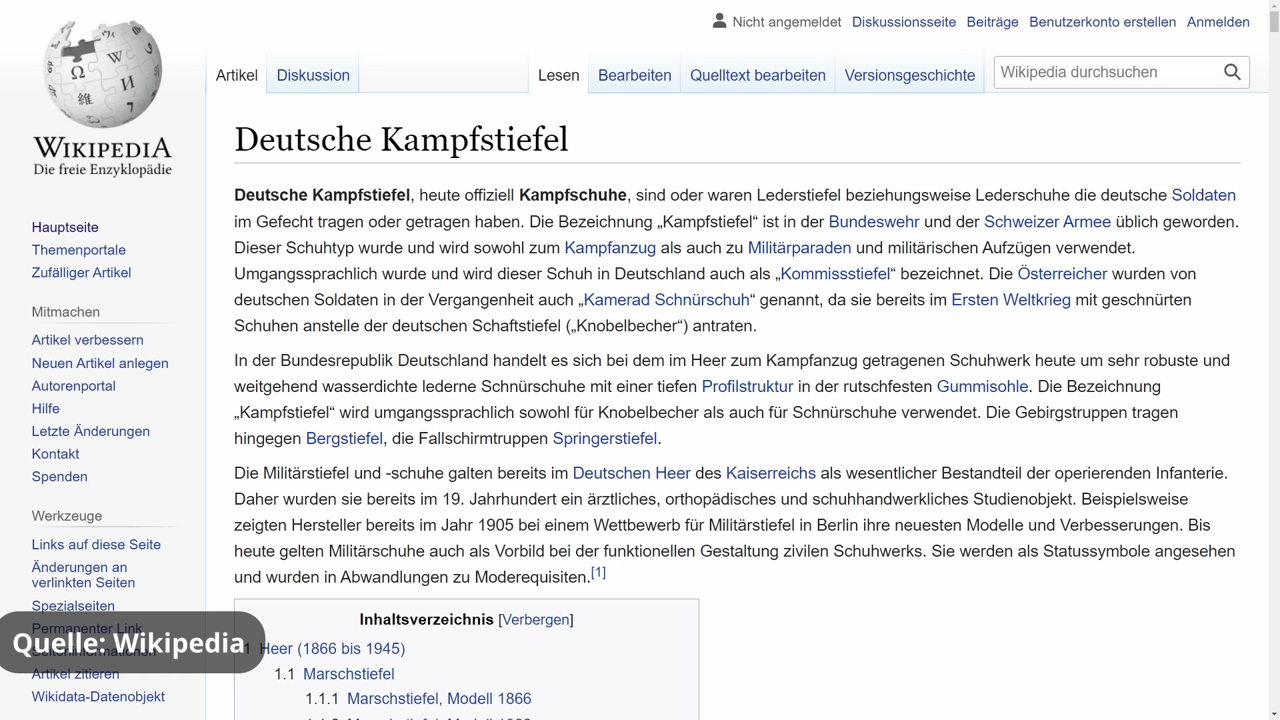 Nicht angemeldet Diskussionsseite Beiträge Benutzerkonto erstellen Anmelden
Artikel Diskussion Lesen Bearbeiten Quelltext bearbeiten Versionsgeschichte Wikipedia durchsuchen
WIKIPEDIA
Die freie Enzyklopädie
Hauptseite
Themenportale
Zufälliger Artikel
Mitmachen
Artikel verbessern
Neuen Artikel anlegen
Autorenportal
Hilfe
Letzte Änderungen
Kontakt
Spenden
Werkzeuge
Links auf diese Seite
Änderungen an
verlinkten Seiten
Spezialseiten
Permanenter Link
Seiteninformationen
Artikel zitieren
Wikidata-Datenobjekt
Quelle: Wikipedia
Deutsche Kampfstiefel
Deutsche Kampfstiefel, heute offiziell Kampfschuhe, sind oder waren Lederstiefel beziehungsweise Lederschuhe die deutsche Soldaten
im Gefecht tragen oder getragen haben. Die Bezeichnung „Kampfstiefel“ ist in der Bundeswehr und der Schweizer Armee üblich geworden.
Dieser Schuhtyp wurde und wird sowohl zum Kampfanzug als auch zu Militärparaden und militärischen Aufzügen verwendet.
Umgangssprachlich wurde und wird dieser Schuh in Deutschland auch als „Kommissstiefel“ bezeichnet. Die Österreicher wurden von
deutschen Soldaten in der Vergangenheit auch „Kamerad Schnürschuh“ genannt, da sie bereits im Ersten Weltkrieg mit geschnürten
Schuhen anstelle der deutschen Schaftstiefel („Knobelbecher“) antraten.
In der Bundesrepublik Deutschland handelt es sich bei dem im Heer zum Kampfanzug getragenen Schuhwerk heute um sehr robuste und
weitgehend wasserdichte lederne Schnürschuhe mit einer tiefen Profilstruktur in der rutschfesten Gummisohle. Die Bezeichnung
„Kampfstiefel“ wird umgangssprachlich sowohl für Knobelbecher als auch für Schnürschuhe verwendet. Die Gebirgstruppen tragen
hingegen Bergstiefel, die Fallschirmtruppen Springerstiefel.
Die Militärstiefel und -schuhe galten bereits im Deutschen Heer des Kaiserreichs als wesentlicher Bestandteil der operierenden Infanterie.
Daher wurden sie bereits im 19. Jahrhundert ein ärztliches, orthopädisches und schuhhandwerkliches Studienobjekt. Beispielsweise
zeigten Hersteller bereits im Jahr 1905 bei einem Wettbewerb für Militärstiefel in Berlin ihre neuesten Modelle und Verbesserungen. Bis
heute gelten Militärschuhe auch als Vorbild bei der funktionellen Gestaltung zivilen Schuhwerks. Sie werden als Statussymbole angesehen
und wurden in Abwandlungen zu Moderequisiten.[1]
Inhaltsverzeichnis [Verbergen]
1 Heer (1866 bis 1945)
1.1 Marschstiefel
1.1.1 Marschstiefel, Modell 1866